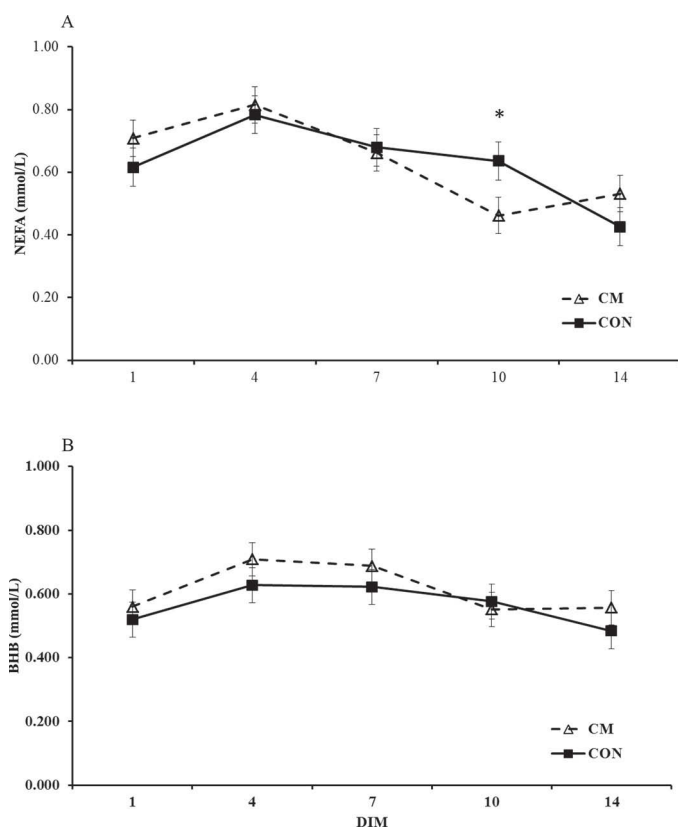 A
1.00
0.80
0.60
0.40
0.20
0.00
NEFA (mmol/L)
*
CM
CON
1 4 7 10 14
B
1.000
0.800
0.600
0.400
0.200
0.000
BHB (mmol/L)
CM
CON
1 4 7 10 14
DIM